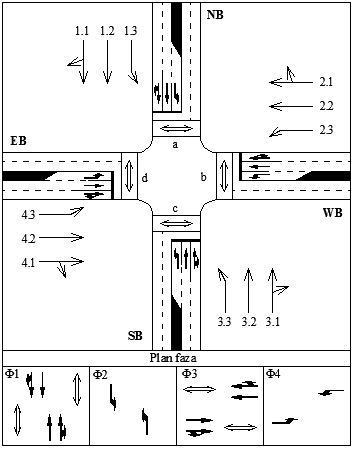 NB
1.1 1.2 1.3
2.1
2.2
2.3
a
EB
d b
c
WB
4.3
4.2
4.1
3.3 3.2 3.1
SB
Plan faza
Φ1 Φ2 Φ3 Φ4